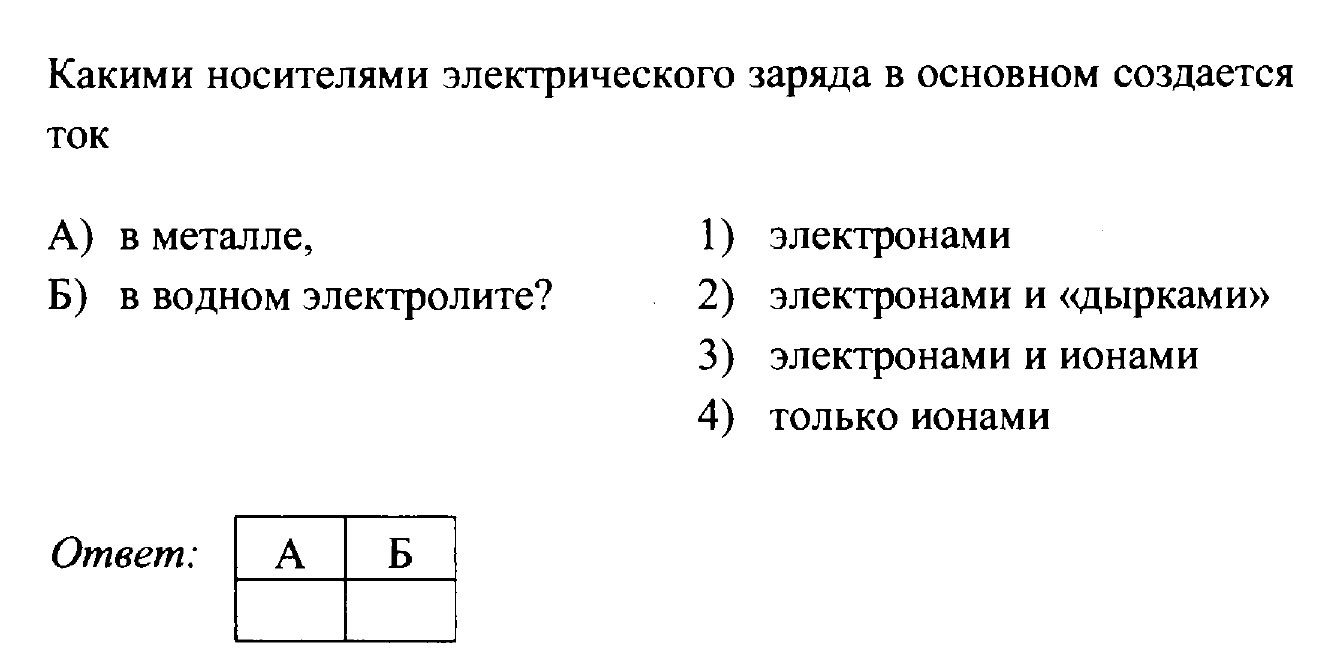 Какими носителями электрического заряда в основном создается
ток
А) в металле,
Б) в водном электролите?
1) электронами
2) электронами и «дырками»
3) электронами и ионами
4) только ионами
Ответ:
А Б